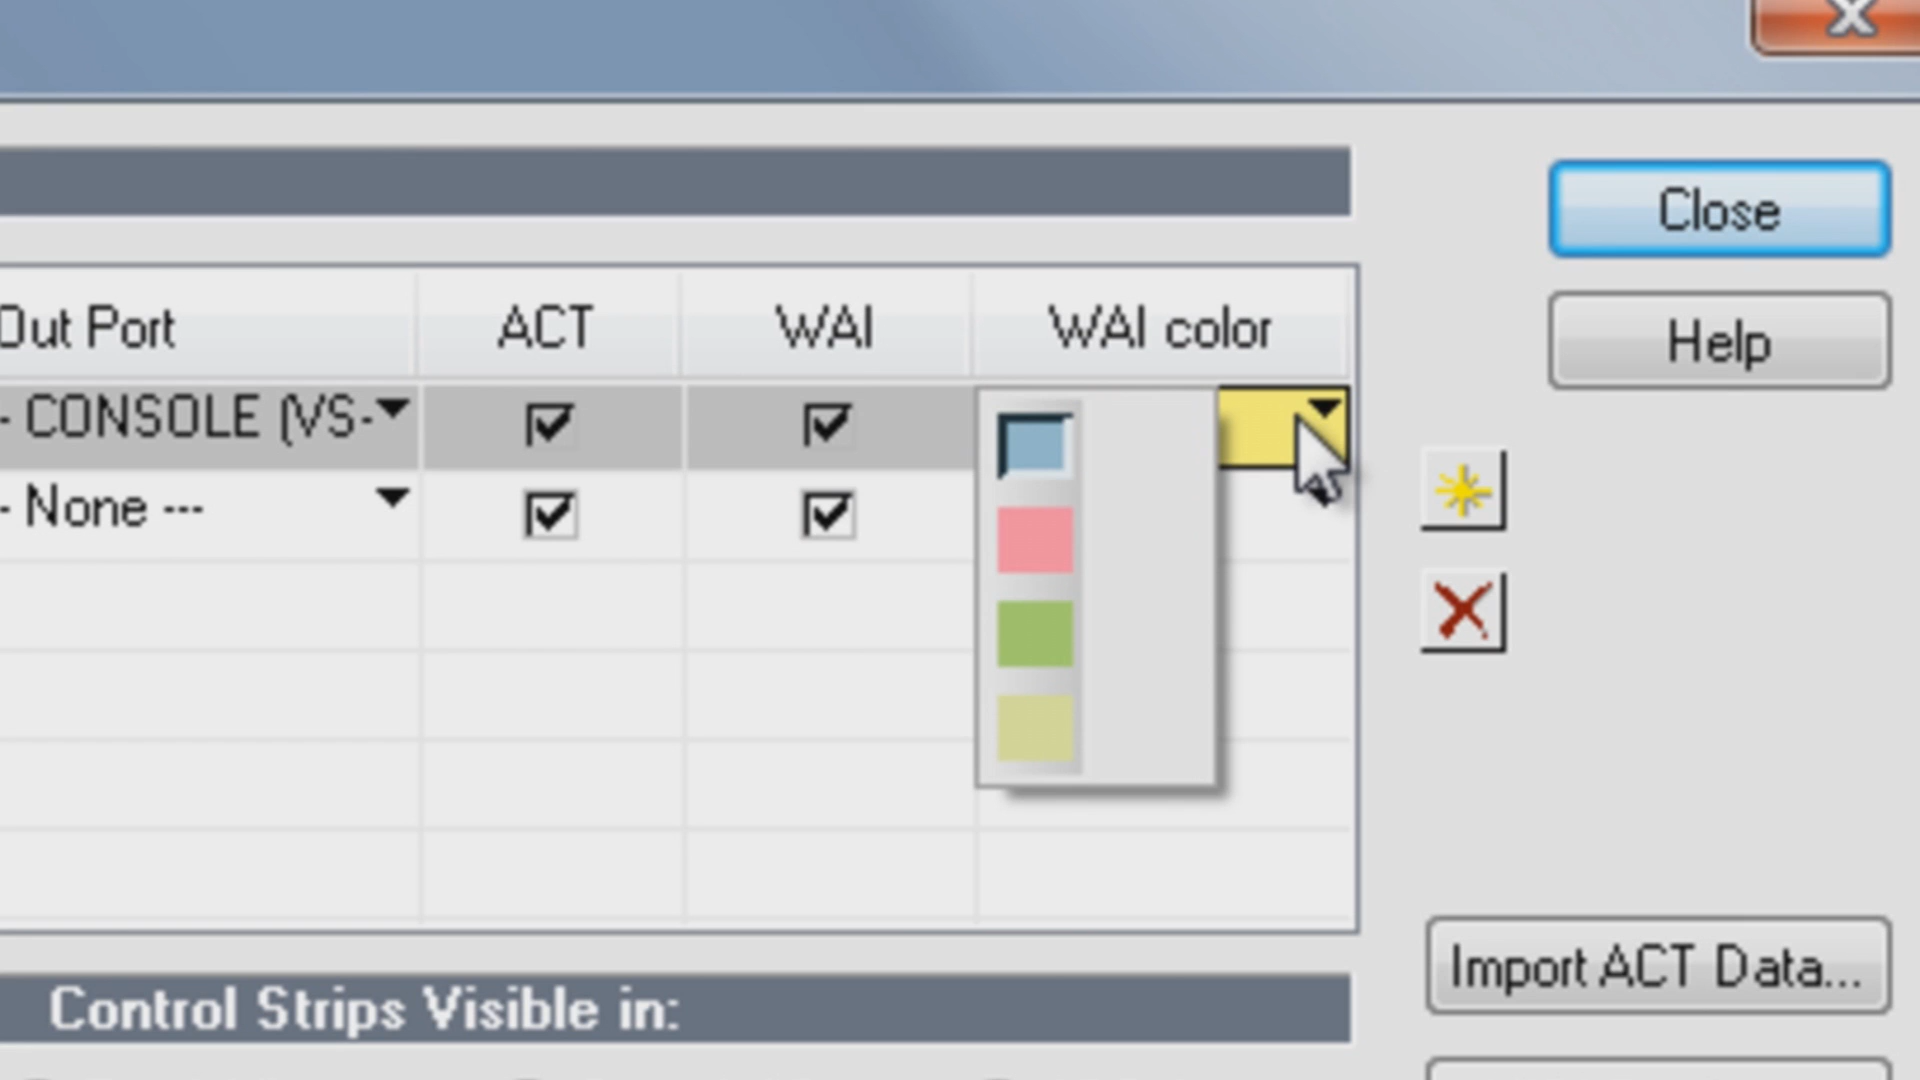 Close
Out Port ACT WAI WAI color
Help
- CONSOLE (VS-
- None ---
Import ACT Data...
Control Strips Visible in: